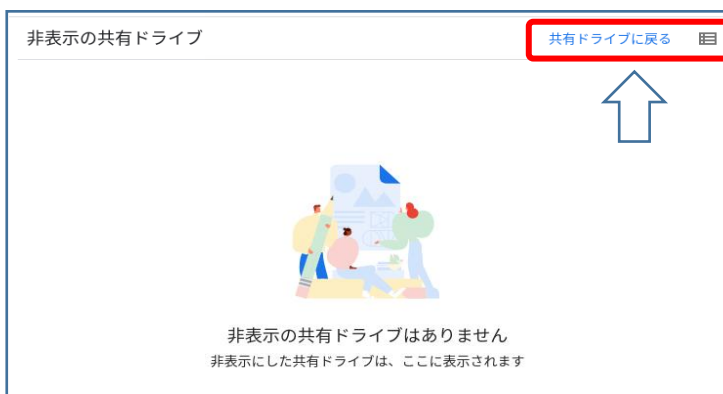 非表示の共有ドライブ
共有ドライブに戻る
非表示の共有ドライブはありません
非表示にした共有ドライブは、ここに表示されます